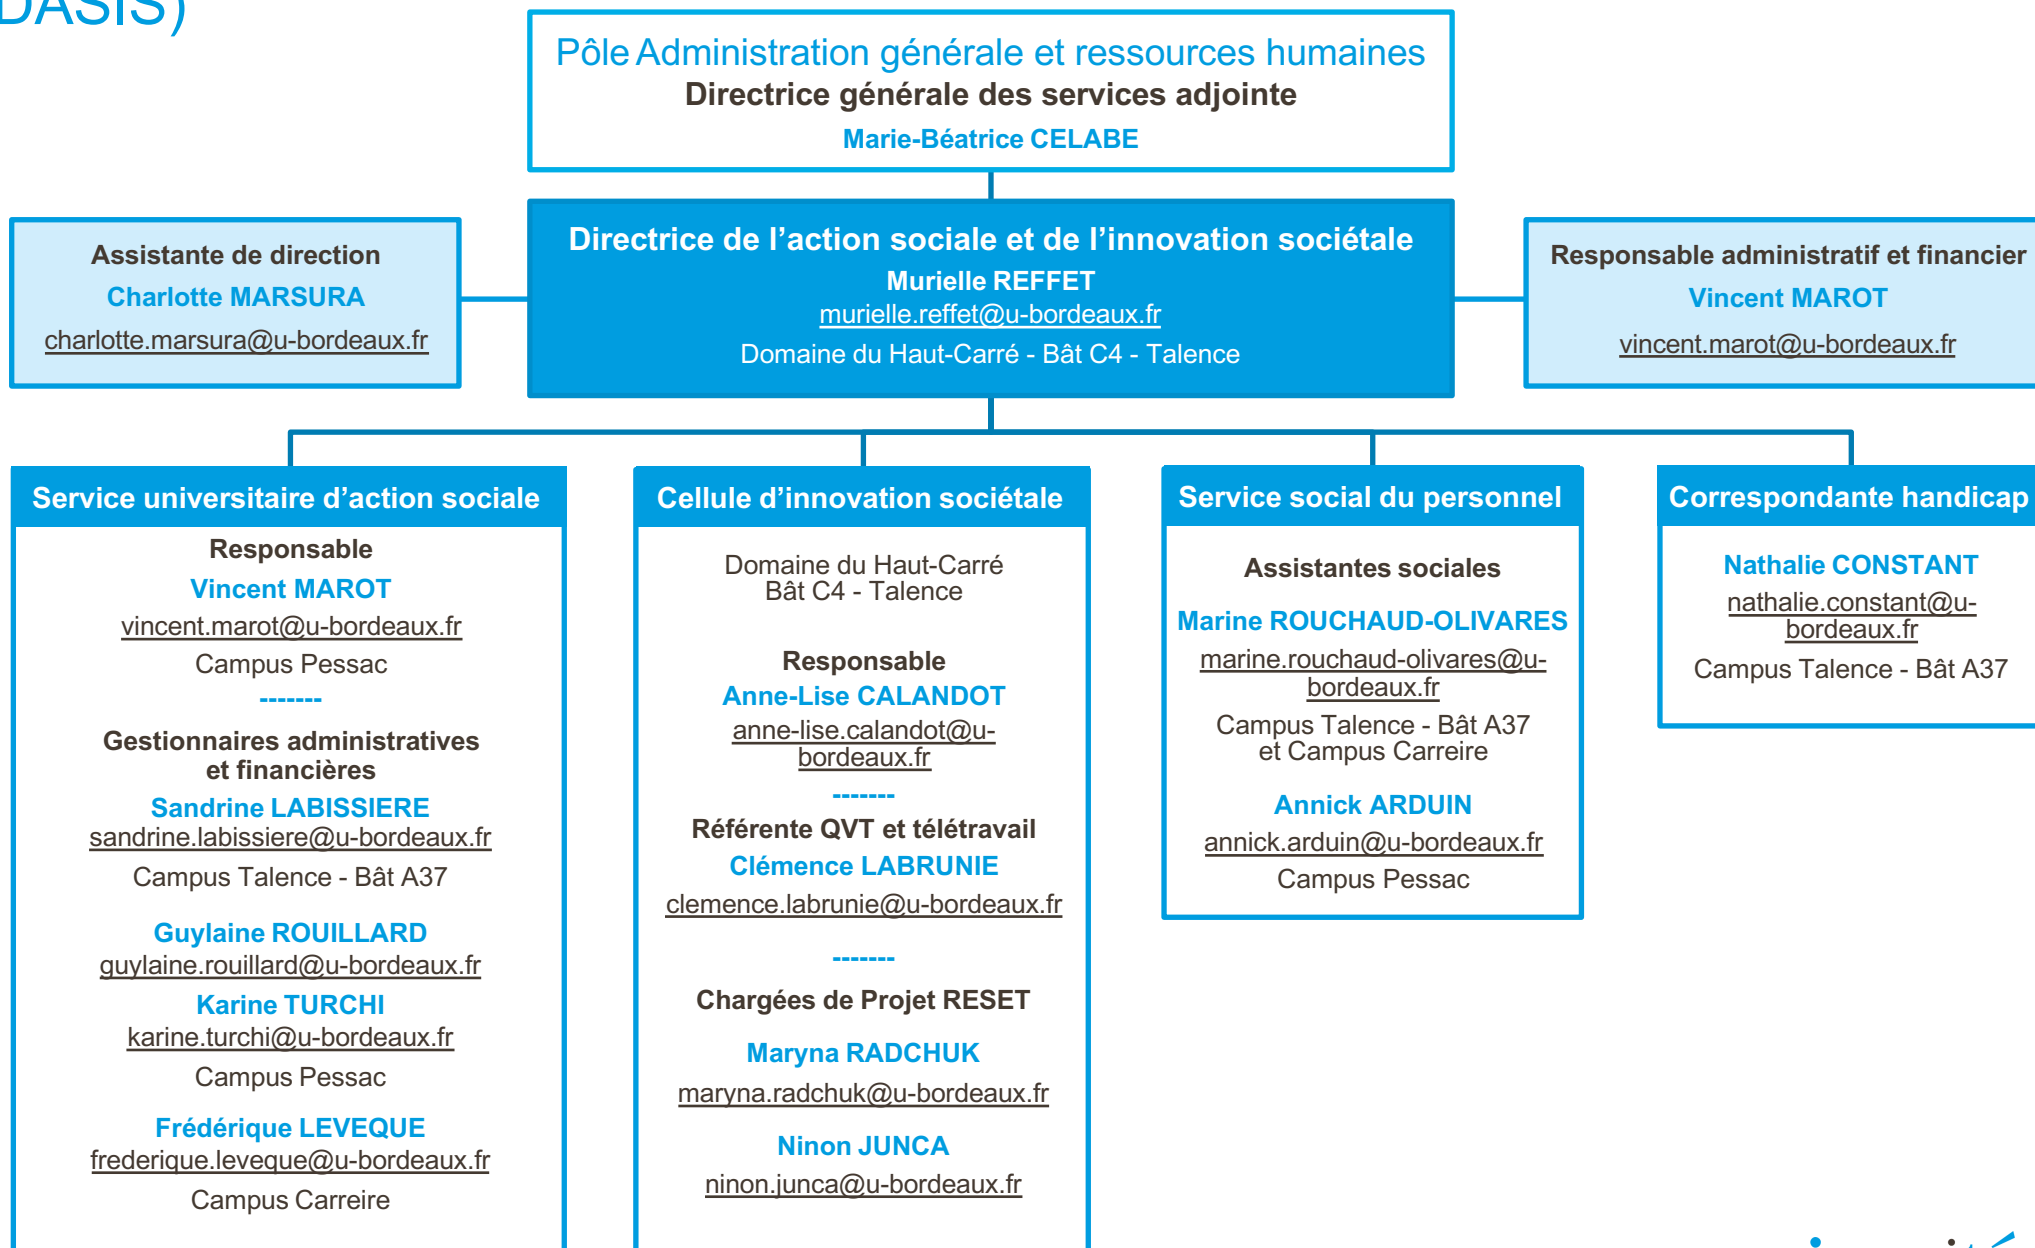 DASIS)
Pôle Administration générale et ressources humaines
Directrice générale des services adjointe
Marie-Béatrice CELABE
Assistante de direction
Charlotte MARSURA
charlotte.marsura@u-bordeaux.fr
Directrice de l’action sociale et de l’innovation sociétale
Murielle REFFET
murielle.reffet@u-bordeaux.fr
Domaine du Haut-Carré - Bât C4 - Talence
Responsable administratif et financier
Vincent MAROT
vincent.marot@u-bordeaux.fr
Service universitaire d’action sociale
Responsable
Vincent MAROT
vincent.marot@u-bordeaux.fr
Campus Pessac
-------
Gestionnaires administratives
et financières
Sandrine LABISSIERE
sandrine.labissiere@u-bordeaux.fr
Campus Talence - Bât A37
Guylaine ROUILLARD
guylaine.rouillard@u-bordeaux.fr
Karine TURCHI
karine.turchi@u-bordeaux.fr
Campus Pessac
Frédérique LEVEQUE
frederique.leveque@u-bordeaux.fr
Campus Carreire
Cellule d’innovation sociétale
Domaine du Haut-Carré
Bât C4 - Talence
Responsable
Anne-Lise CALANDOT
anne-lise.calandot@u-
bordeaux.fr
-------
Référente QVT et télétravail
Clémence LABRUNIE
clemence.labrunie@u-bordeaux.fr
-------
Chargées de Projet RESET
Maryna RADCHUK
maryna.radchuk@u-bordeaux.fr
Ninon JUNCA
ninon.junca@u-bordeaux.fr
Service social du personnel
Assistantes sociales
Marine ROUCHAUD-OLIVARES
marine.rouchaud-olivares@u-
bordeaux.fr
Campus Talence - Bât A37
et Campus Carreire
Annick ARDUIN
annick.arduin@u-bordeaux.fr
Campus Pessac
Correspondante handicap
Nathalie CONSTANT
nathalie.constant@u-
bordeaux.fr
Campus Talence - Bât A37